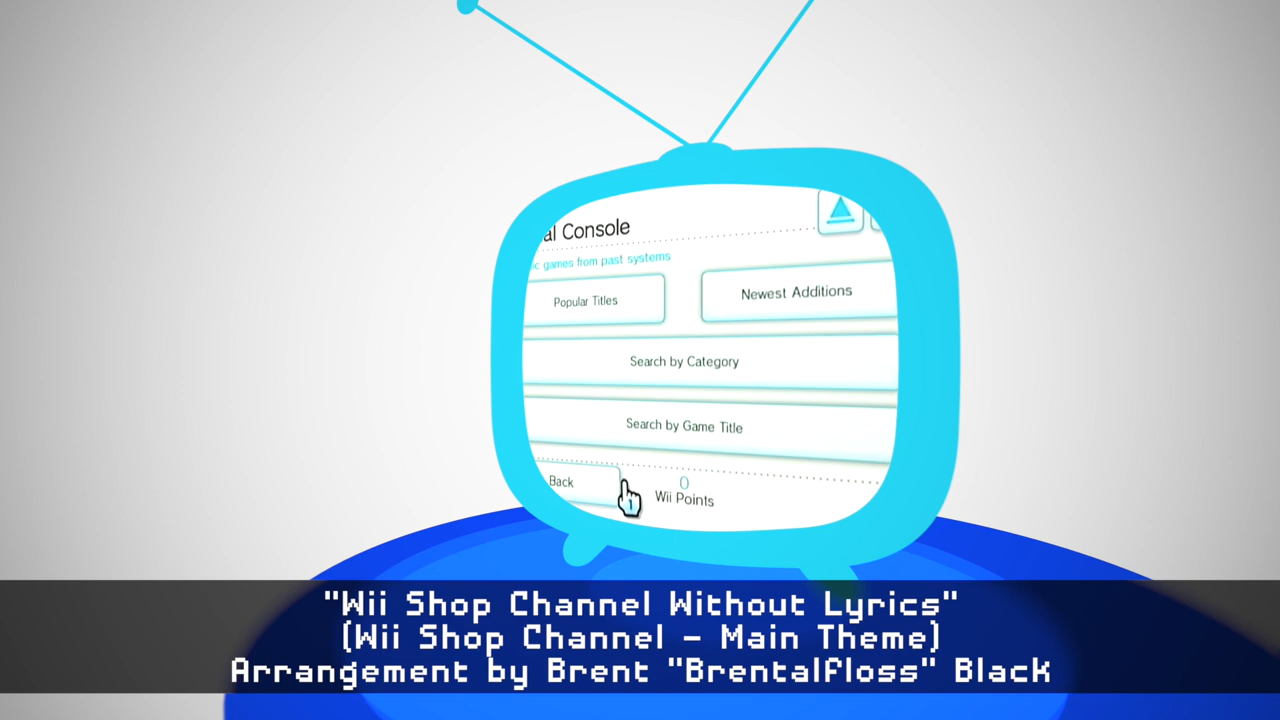 al Console
ic games from past systems
Popular Titles
Newest Additions
Search by Category
Search by Game Title
Back
0
Wii Points
1
"Wii Shop Channel Without Lyrics"
(Wii Shop Channel - Main Theme)
Arrangement by Brent "BrentalFloss" Black